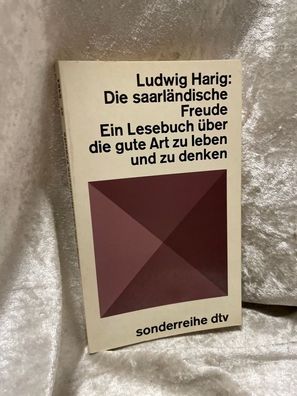 Ludwig Harig:
Die saarländische
Freude
Ein Lesebuch über
die gute Art zu leben
und zu denken
sonderreihe dtv